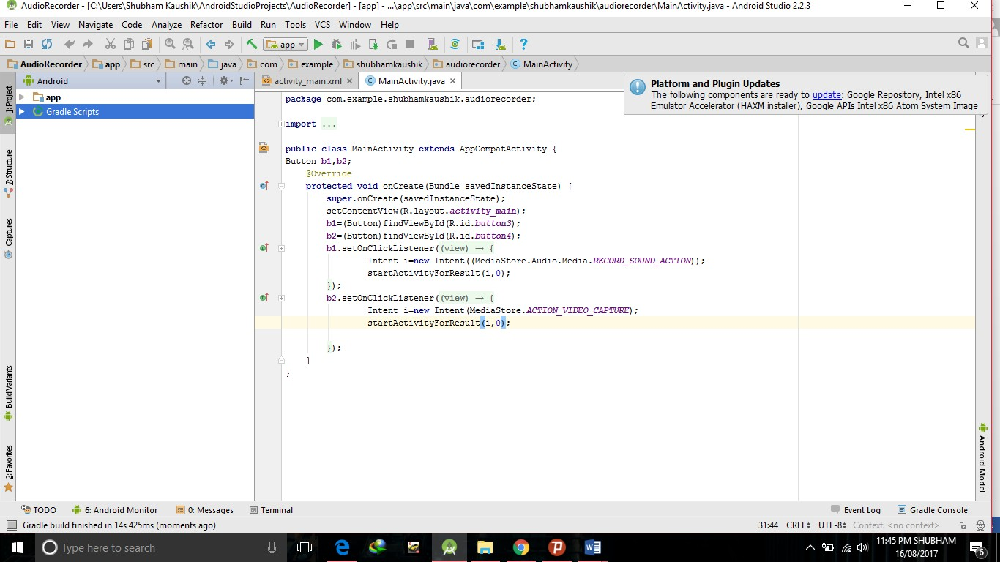 AudioRecorder - [C:\Users\Shubham Kaushik\AndroidStudioProjects\AudioRecorder] - [app] - ...\app\src\main\java\com\example\shubhamkaushik\audiorecorder\MainActivity.java - Android Studio 2.2.3
File Edit View Navigate Code Analyze Refactor Build Run Tools VCS Window Help
app
AudioRecorder app src main java com example shubhamkaushik audiorecorder MainActivity
Android
activity_main.xml
MainActivity.java
Platform and Plugin Updates
The following components are ready to update: Google Repository, Intel x86
Emulator Accelerator (HAXM installer), Google APIs Intel x86 Atom System Image
1: Project
7: Structure
Captures
Build Variants
2: Favorites
app
Gradle Scripts
package com.example.shubhamkaushik.audiorecorder;
import ...
public class MainActivity extends AppCompatActivity {
Button b1,b2;
@Override
protected void onCreate(Bundle savedInstanceState) {
super.onCreate(savedInstanceState);
setContentView(R.layout.activity_main);
b1=(Button)findViewById(R.id.button3);
b2=(Button)findViewById(R.id.button4);
b1.setOnClickListener((view) → {
Intent i=new Intent((MediaStore.Audio.Media.RECORD_SOUND_ACTION));
startActivityForResult(i,0);
});
b2.setOnClickListener((view) → {
Intent i=new Intent(MediaStore.ACTION_VIDEO_CAPTURE);
startActivityForResult(i,0);
});
}
}
Android Model
TODO 6: Android Monitor 0: Messages Terminal Event Log Gradle Console
Gradle build finished in 14s 425ms (moments ago) 31:44 CRLF UTF-8 Context: <no context>
Type here to search
11:45 PM SHUBHAM
16/08/2017
6